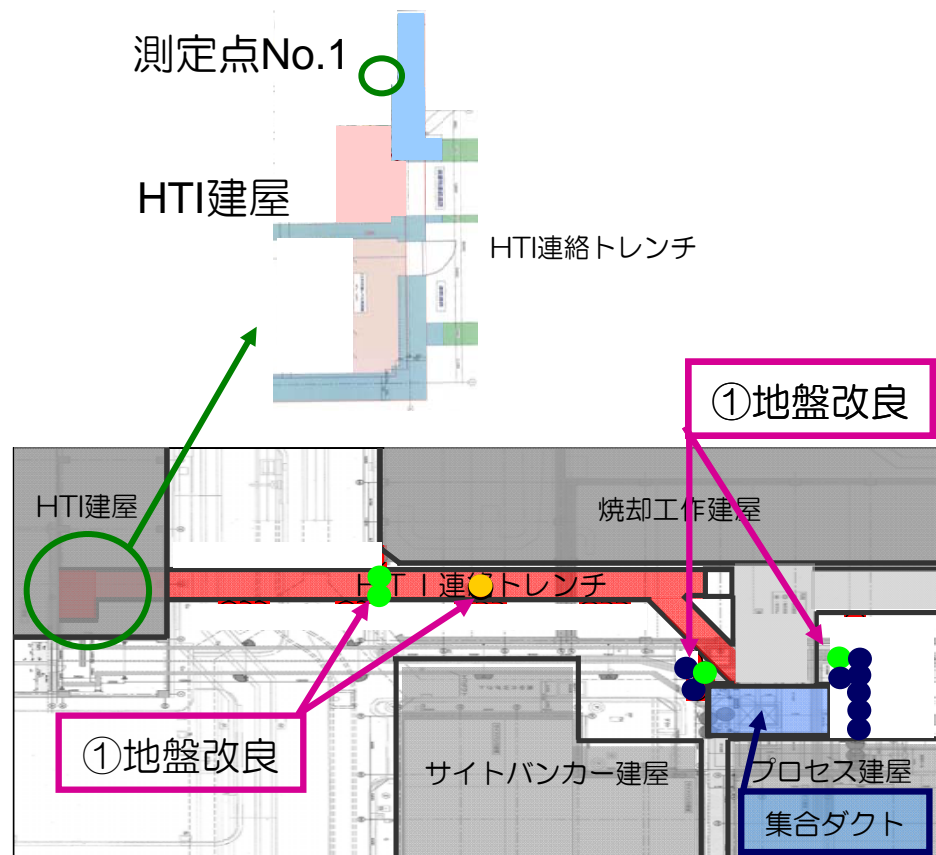 測定点No.1
HTI建屋
HTI連絡トレンチ
①地盤改良
HTI建屋
焼却工作建屋
HTI連絡トレンチ
①地盤改良
サイトバンカー建屋
プロセス建屋
集合ダクト